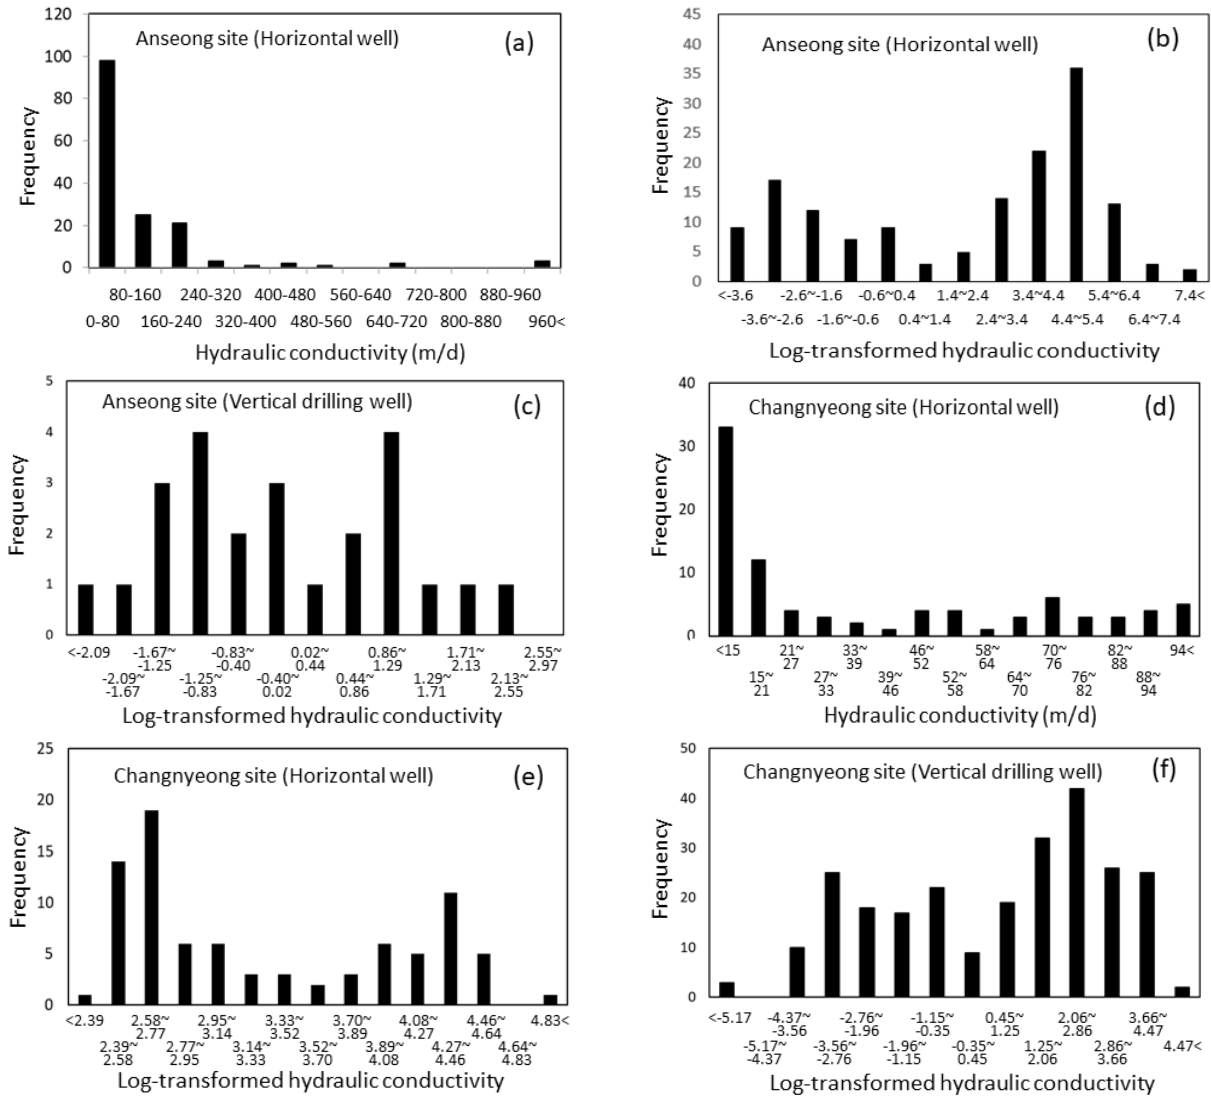 120
100
80
60
40
20
0
Frequency
Anseong site (Horizontal well)
(a)
80-160 240-320 400-480 560-640 720-800 880-960
0-80 160-240 320-400 480-560 640-720 800-880 960<
Hydraulic conductivity (m/d)
45
40
35
30
25
20
15
10
5
0
Frequency
Anseong site (Horizontal well)
(b)
<-3.6 -2.6~-1.6 -0.6~0.4 1.4~2.4 3.4~4.4 5.4~6.4 7.4<
-3.6~-2.6 -1.6~-0.6 0.4~1.4 2.4~3.4 4.4~5.4 6.4~7.4
Log-transformed hydraulic conductivity
5
4
3
2
1
0
Frequency
Anseong site (Vertical drilling well)
(c)
<-2.09 -1.67~ -0.83~ 0.02~ 0.86~ 1.71~ 2.55~
-1.25 -0.40 0.44 1.29 2.13 2.97
-2.09~ -1.25~ -0.40~ 0.44~ 1.29~ 2.13~
-1.67 -0.83 0.02 0.86 1.71 2.55
Log-transformed hydraulic conductivity
40
30
20
10
0
Frequency
Changnyeong site (Horizontal well)
(d)
<15 21~ 33~ 46~ 58~ 70~ 82~ 94<
27 39 52 64 76 88
15~ 27~ 39~ 52~ 64~ 76~ 88~
21 33 46 58 70 82 94
Hydraulic conductivity (m/d)
25
20
15
10
5
0
Frequency
Changnyeong site (Horizontal well)
(e)
<2.39 2.58~ 2.95~ 3.33~ 3.70~ 4.08~ 4.46~ 4.83<
2.77 3.14 3.52 3.89 4.27 4.64
2.39~ 2.77~ 3.14~ 3.52~ 3.89~ 4.27~ 4.64~
2.58 2.95 3.33 3.70 4.08 4.46 4.83
Log-transformed hydraulic conductivity
50
40
30
20
10
0
Frequency
Changnyeong site (Vertical drilling well)
(f)
<-5.17 -4.37~ -2.76~ -1.15~ 0.45~ 2.06~ 3.66~
-3.56 -1.96 -0.35 1.25 2.86 4.47
-5.17~ -3.56~ -1.96~ -0.35~ 1.25~ 2.86~ 4.47<
-4.37 -2.76 -1.15 0.45 2.06 3.66
Log-transformed hydraulic conductivity